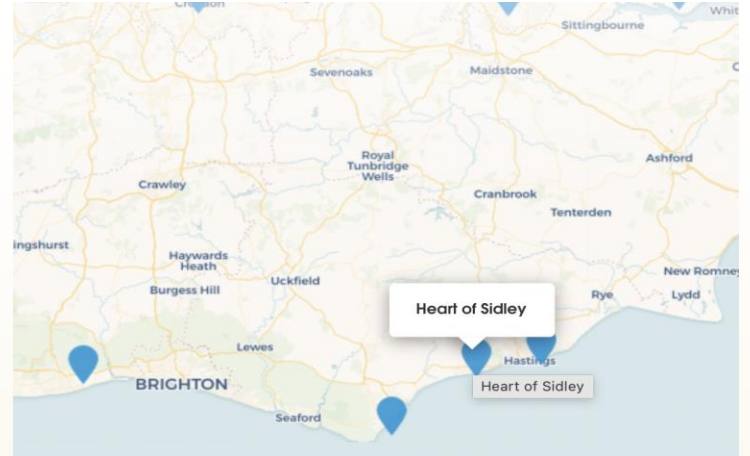 Croydon
Sittingbourne
Sevenoaks
Maidstone
Royal
Tunbridge
Wells
Ashford
Crawley
Cranbrook
Tenterden
ingshurst
Haywards
Heath
Uckfield
New Romney
Burgess Hill
Rye
Lydd
Heart of Sidley
Lewes
Hastings
BRIGHTON
Heart of Sidley
Seaford